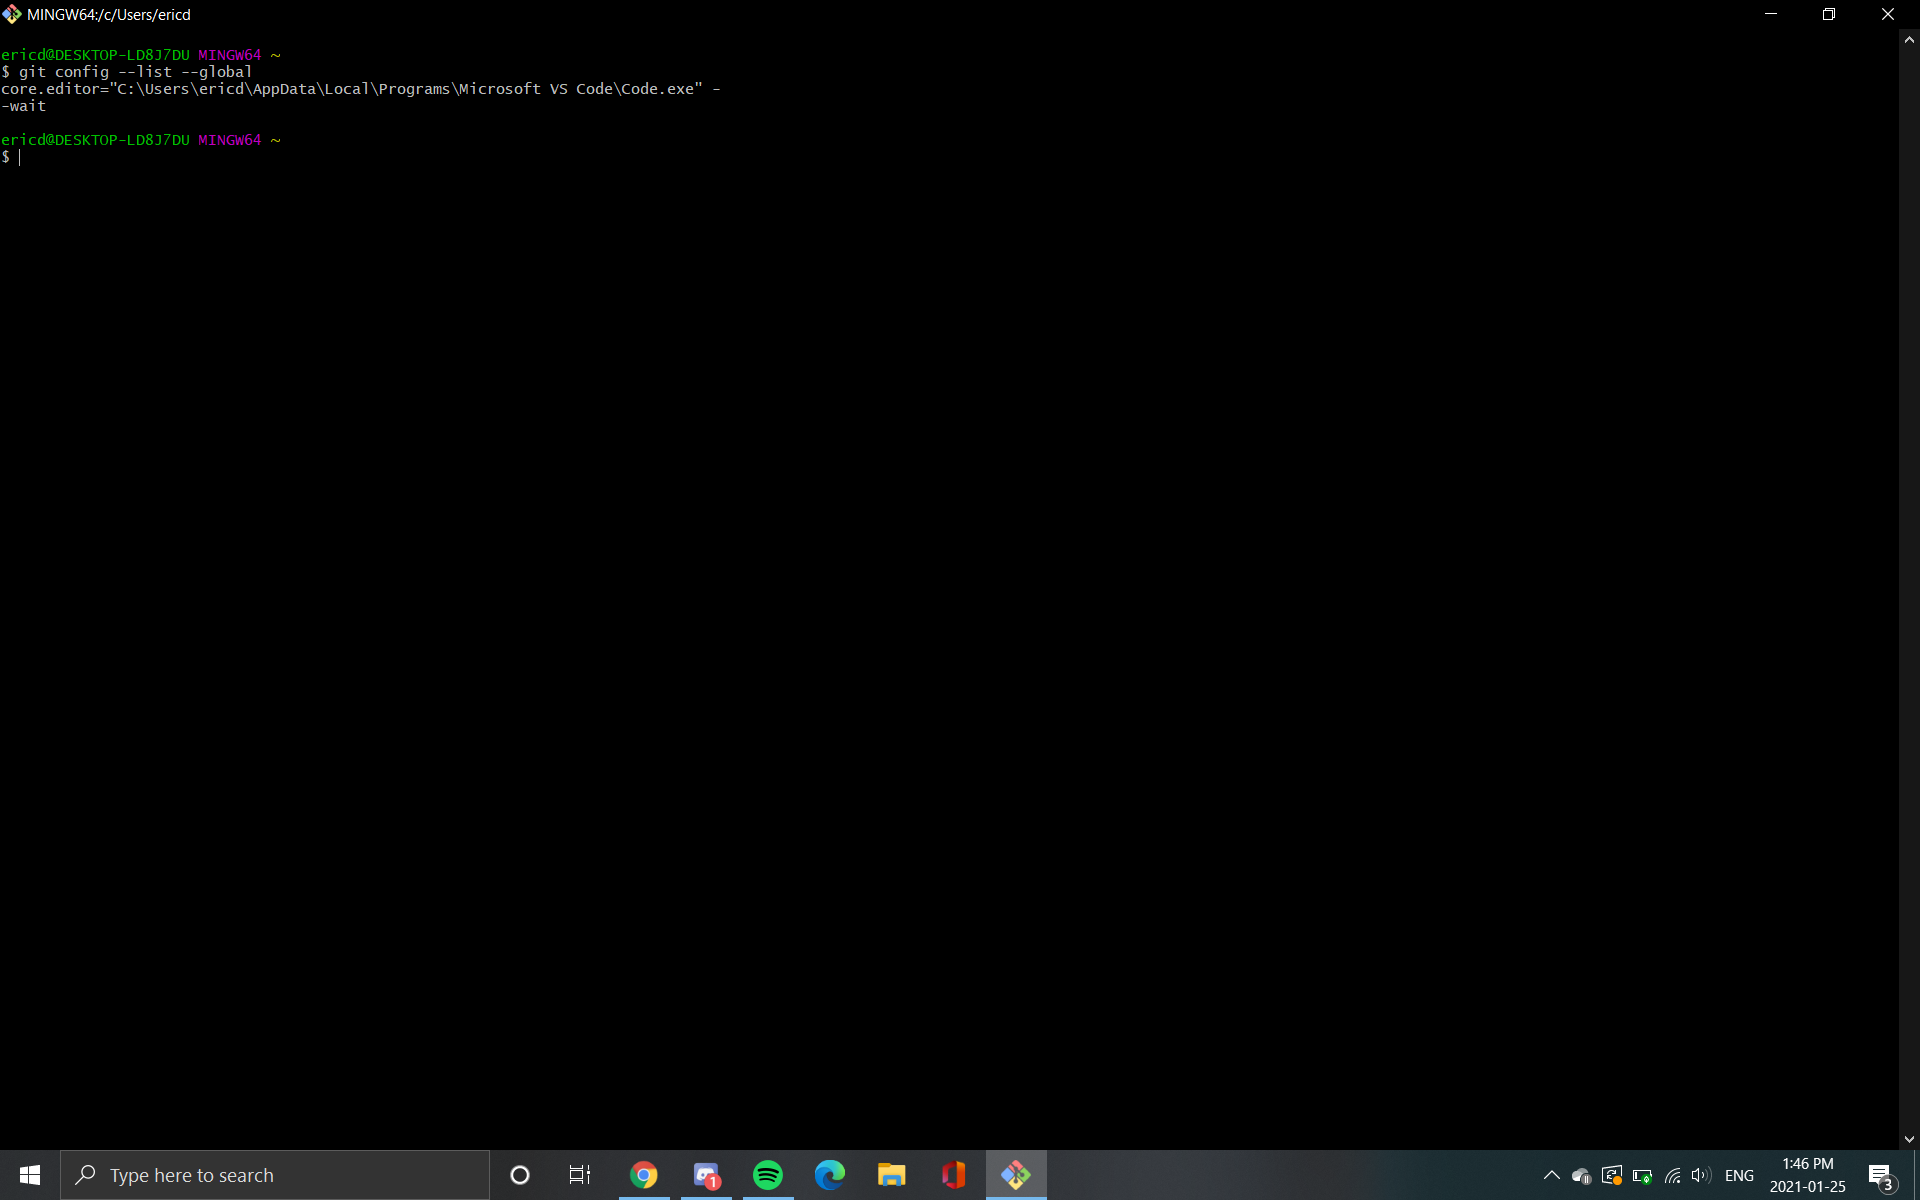 MINGW64:/c/Users/ericd
ericd@DESKTOP-LD8J7DU MINGW64 ~
$ git config --list --global
core.editor="C:\Users\ericd\AppData\Local\Programs\Microsoft VS Code\Code.exe" -
-wait
ericd@DESKTOP-LD8J7DU MINGW64 ~
$
Type here to search
1
ENG
1:46 PM
2021-01-25
3